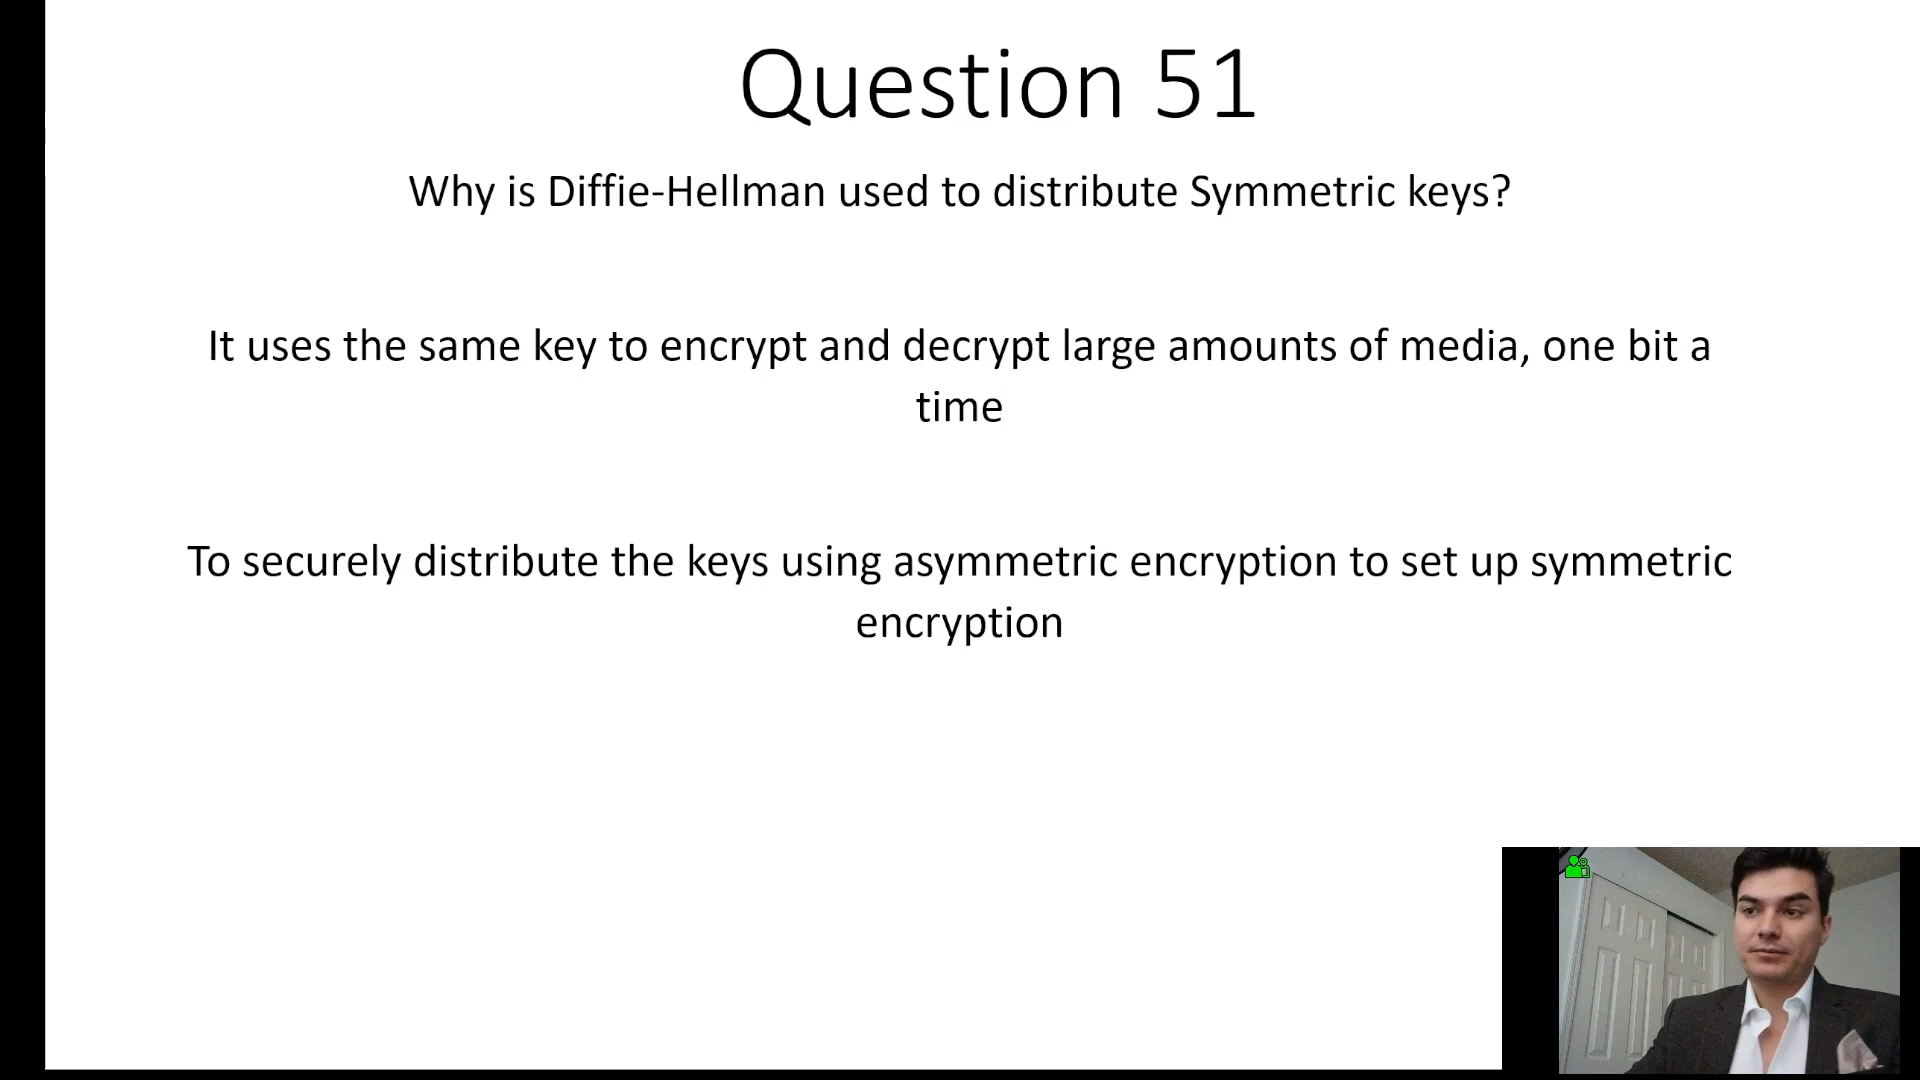 Question 51
Why is Diffie-Hellman used to distribute Symmetric keys?
It uses the same key to encrypt and decrypt large amounts of media, one bit a
time
To securely distribute the keys using asymmetric encryption to set up symmetric
encryption